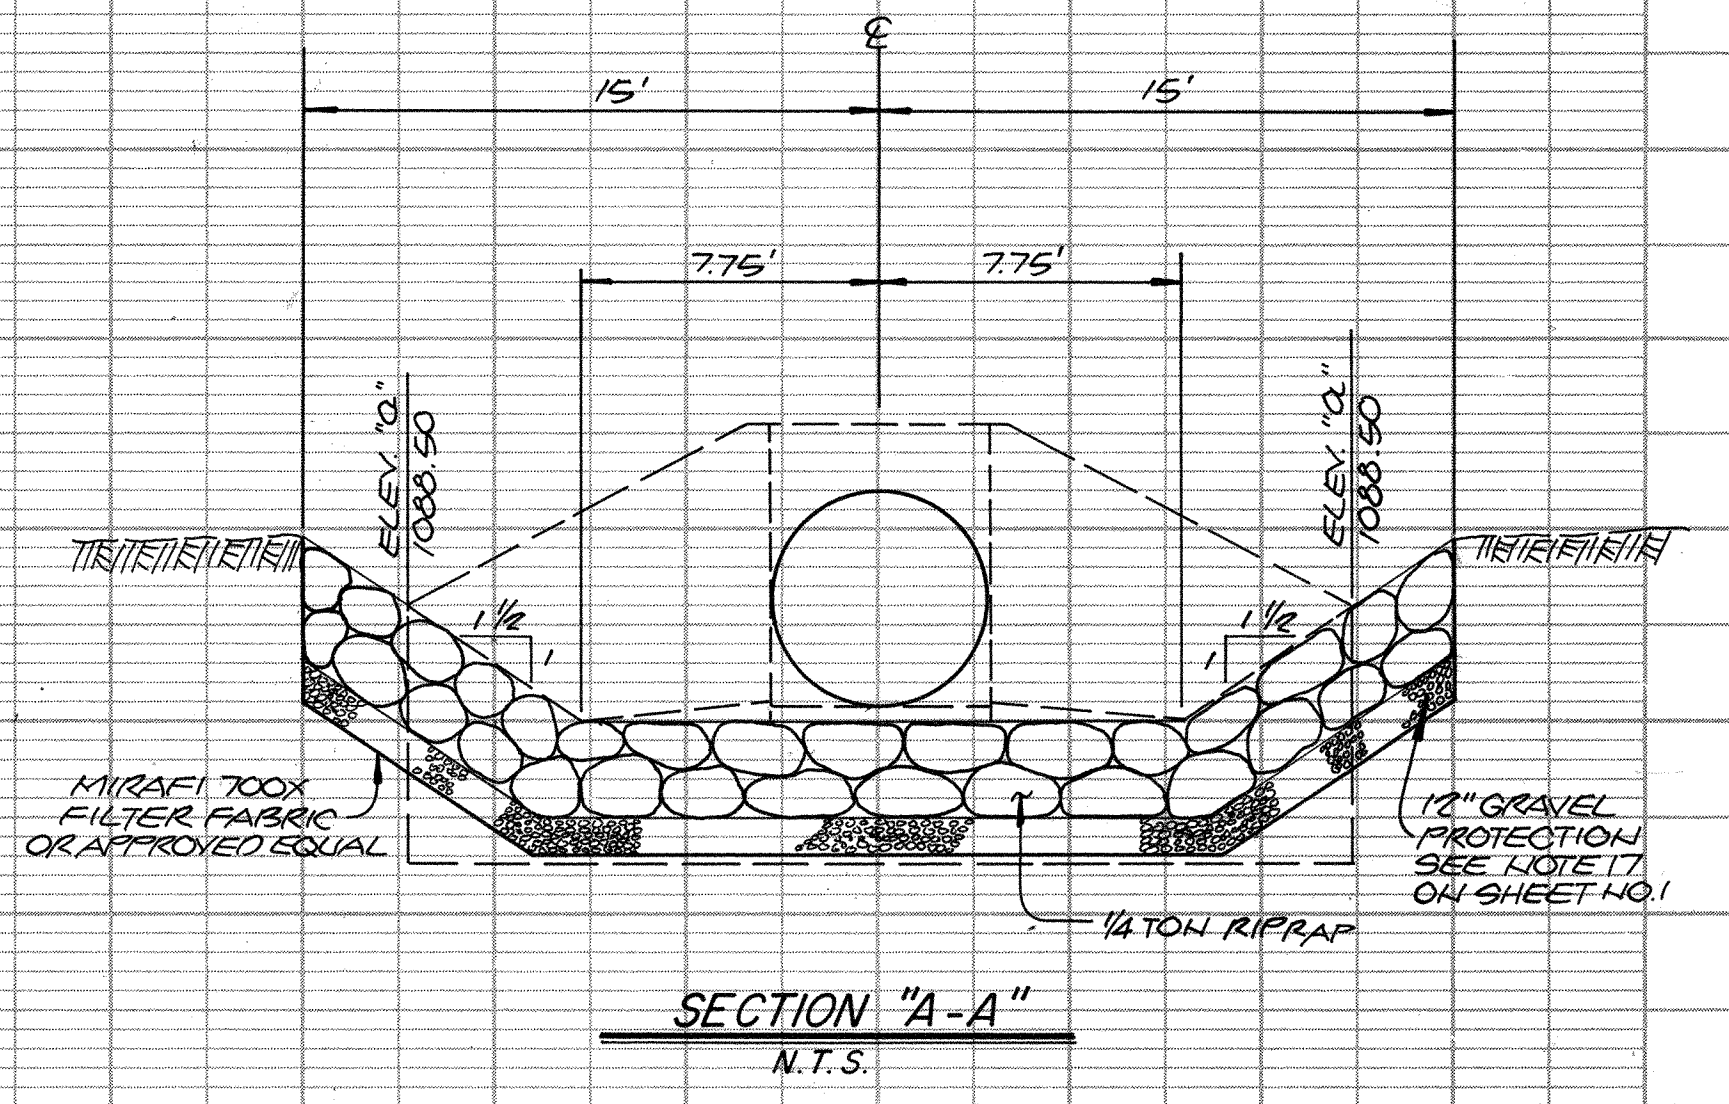 ℄
15'
15'
7.75'
7.75'
ELEV. "a"
1088.50
ELEV. "a"
1088.50
1 1/2
1
1 1/2
1
MIRAFI 700X
FILTER FABRIC
OR APPROVED EQUAL
12" GRAVEL
PROTECTION
SEE NOTE 17
ON SHEET NO.1
1/4 TON RIPRAP
SECTION "A-A"
N.T.S.